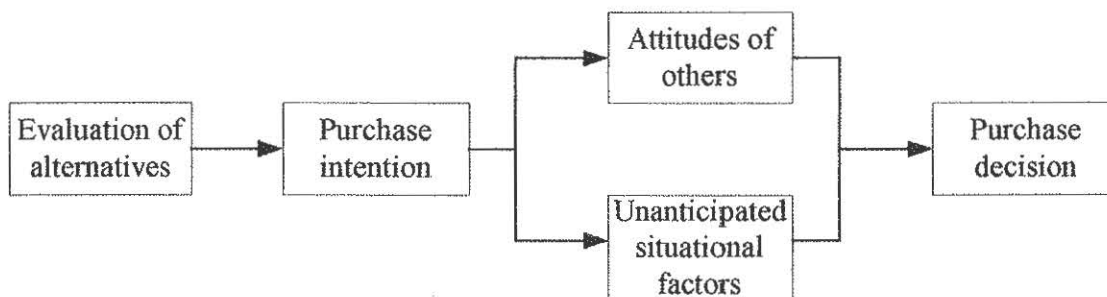 Evaluation of
alternatives
Purchase
intention
Attitudes of
others
Unanticipated
situational
factors
Purchase
decision